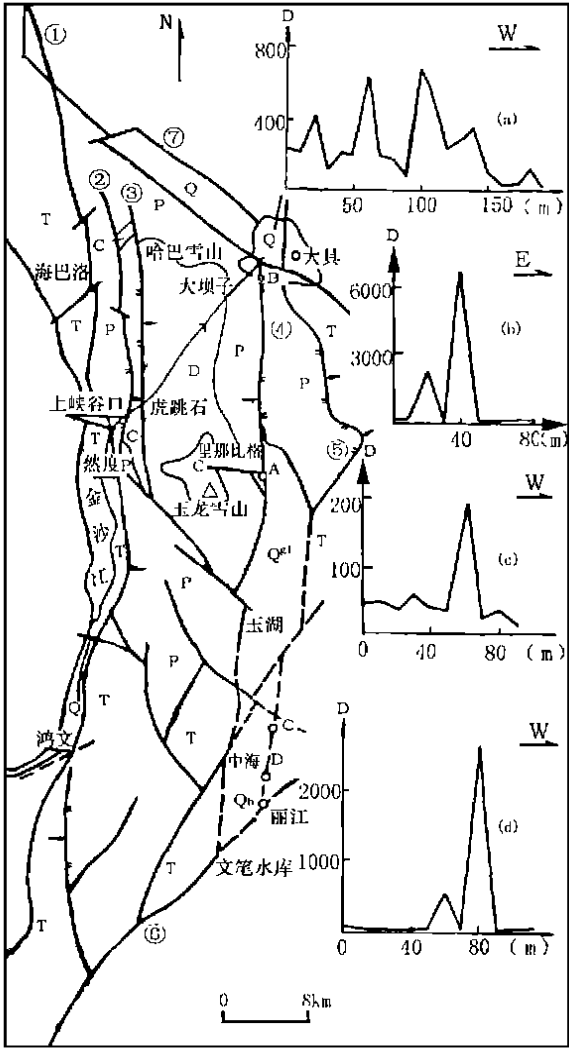 ①
N
D
W
800
400
(a)
50
100
150
(m)
⑦
②
③
Q
P
T
C
哈巴雪山
Q
大具
海巴洛
大坝子
B
T
T
P
P
④
D
P
上峡谷口
虎跳石
T
C
然度
P
里那比格
C
A
⑤
D
玉龙雪山
金
沙
江
T
Q^gl
T
P
玉湖
P
T
Q
T
C
鸿文
中海
D
Q_h
丽江
文笔水库
T
T
⑥
0
8km
D
E
6000
3000
(b)
40
80(m)
D
W
200
100
(c)
0
40
80
(m)
D
W
2000
1000
(d)
0
40
80
(m)